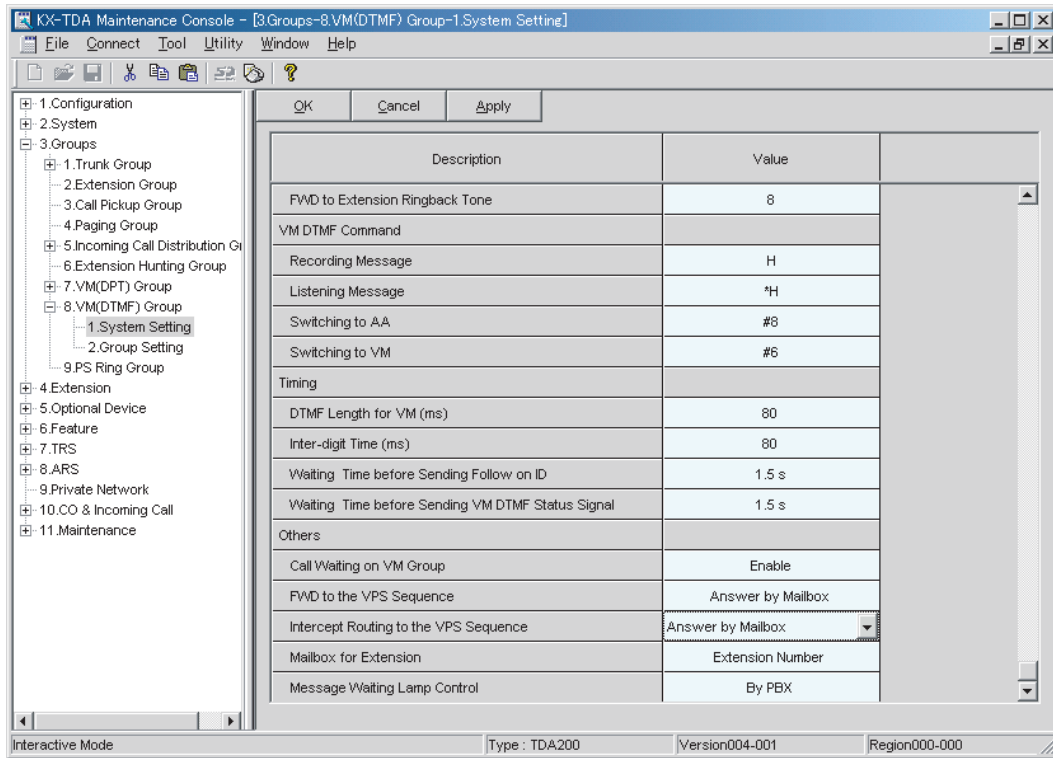 KX-TDA Maintenance Console - [3.Groups-8.VM(DTMF) Group-1.System Setting]
File Connect Tool Utility Window Help
OK Cancel Apply
1.Configuration
2.System
3.Groups
1.Trunk Group
2.Extension Group
3.Call Pickup Group
4.Paging Group
5.Incoming Call Distribution Gr
6.Extension Hunting Group
7.VM(DPT) Group
8.VM(DTMF) Group
1.System Setting
2.Group Setting
9.PS Ring Group
4.Extension
5.Optional Device
6.Feature
7.TRS
8.ARS
9.Private Network
10.CO & Incoming Call
11.Maintenance
Description Value
FWD to Extension Ringback Tone 8
VM DTMF Command
Recording Message H
Listening Message *H
Switching to AA #8
Switching to VM #6
Timing
DTMF Length for VM (ms) 80
Inter-digit Time (ms) 80
Waiting Time before Sending Follow on ID 1.5 s
Waiting Time before Sending VM DTMF Status Signal 1.5 s
Others
Call Waiting on VM Group Enable
FWD to the VPS Sequence Answer by Mailbox
Intercept Routing to the VPS Sequence Answer by Mailbox
Mailbox for Extension Extension Number
Message Waiting Lamp Control By PBX
Interactive Mode Type : TDA200 Version004-001 Region000-000